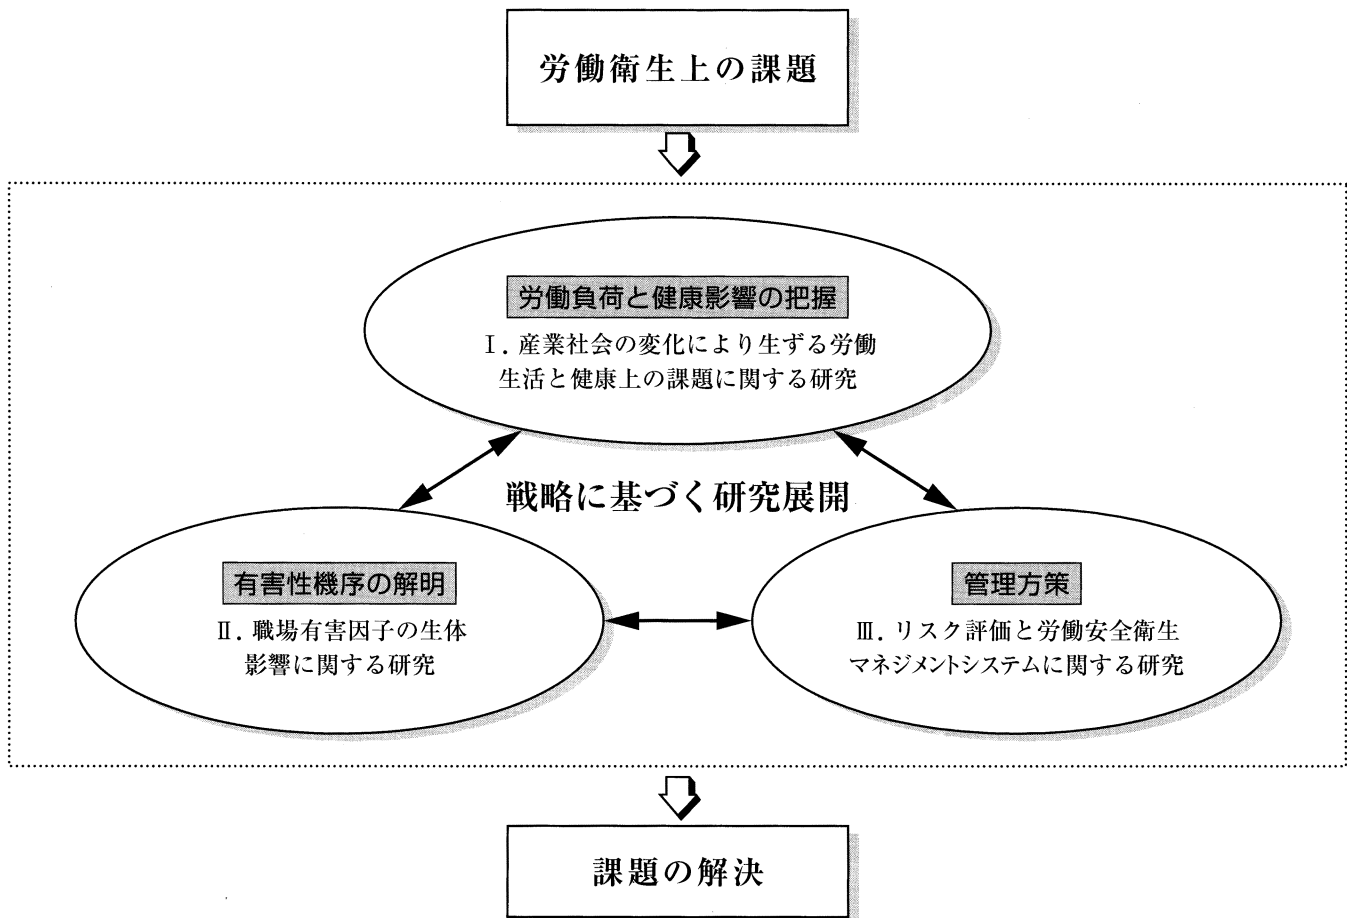 労働衛生上の課題
労働負荷と健康影響の把握
Ⅰ. 産業社会の変化により生ずる労働
生活と健康上の課題に関する研究
戦略に基づく研究展開
有害性機序の解明
Ⅱ. 職場有害因子の生体
影響に関する研究
管理方策
Ⅲ. リスク評価と労働安全衛生
マネジメントシステムに関する研究
課題の解決